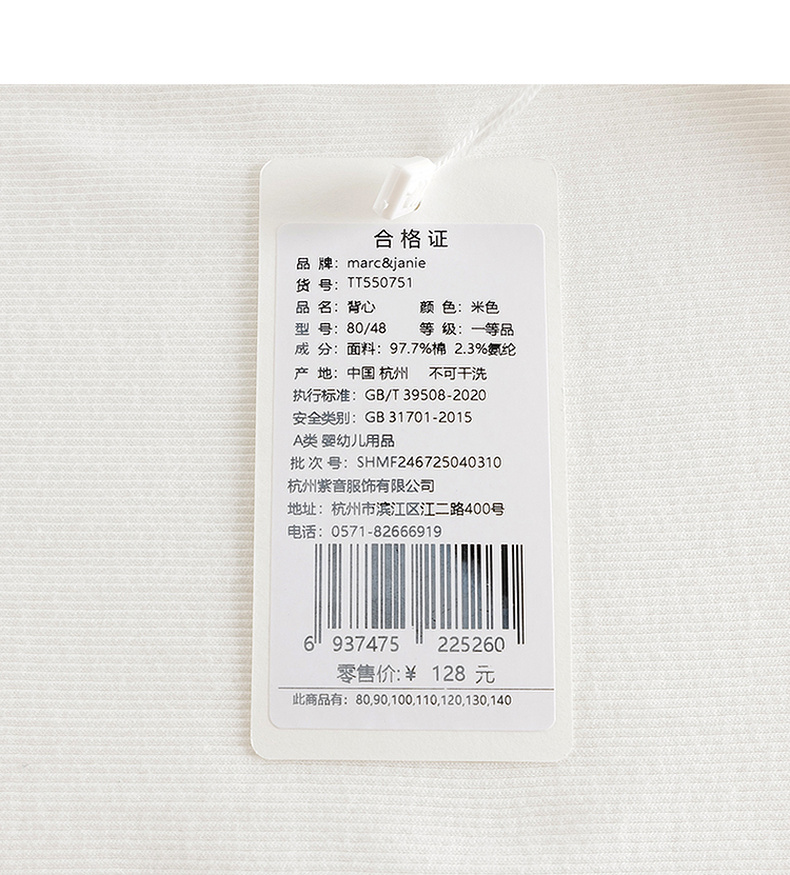 合格证
品 牌：marc&janie
货 号：TT550751
品 名：背心 颜 色：米色
型 号：80/48 等 级：一等品
成 分：面料：97.7%棉 2.3%氨纶
产 地：中国 杭州 不可干洗
执行标准：GB/T 39508-2020
安全类别：GB 31701-2015
A类 婴幼儿用品
批 次 号：SHMF246725040310
杭州紫音服饰有限公司
地址：杭州市滨江区江二路400号
电话：0571-82666919
6 937475 225260
零售价:¥ 128 元
此商品有：80,90,100,110,120,130,140